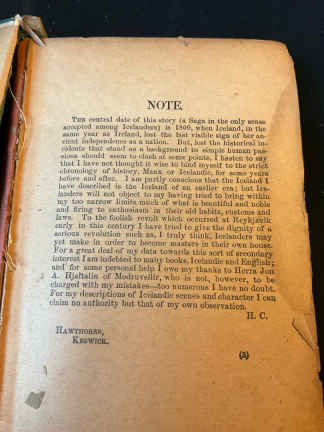 NOTE.
THE central date of this story (a Saga in the only sense
accepted among Icelanders) is 1800, when Iceland, in the
same year as Ireland, lost the last visible sign of her an-
cient independence as a nation. But, lest the historical in-
cidents that stand as a background to simple human pas-
sions should seem to clash at some points, I hasten to say
that I have not thought it wise to bind myself to the strict
chronology of history, Manx or Icelandic, for some years
before and after. I am partly conscious that the Iceland I
have described is the Iceland of an earlier era; but Ice-
landers will not object to my having tried to bring within
my too narrow limits much of what is beautiful and noble
and firing to enthusiasm in their old habits, customs and
laws. To the foolish revolt which occurred at Reykjavik
early in this century I have tried to give the dignity of a
serious revolution such as, I truly think, Icelanders may
yet make in order to become masters in their own house.
For a great deal of my data towards this sort of secondary
interest I am indebted to many books, Icelandic and English;
and for some personal help I owe my thanks to Herra Jon
A. Hjaltalin of Modruvellir, who is not, however, to be
charged with my mistakes—too numerous I have no doubt.
For my descriptions of Icelandic scenes and character I can
claim no authority but that of my own observation.
H. C.
HAWTHORNS,
KESWICK.
(3)